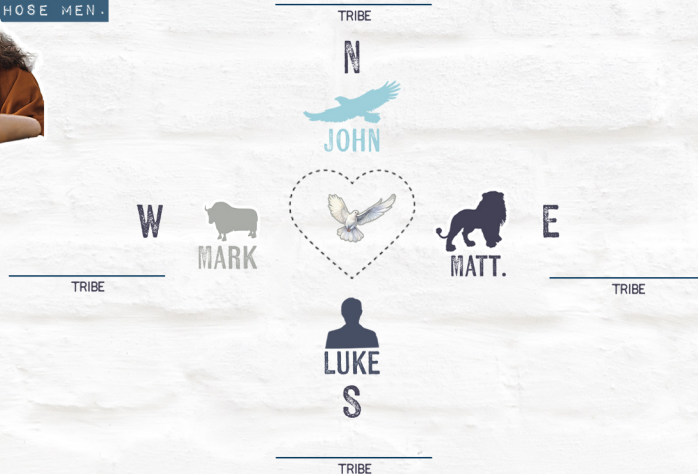 HOSE MEN.
TRIBE
N
JOHN
W
E
MARK
MATT.
TRIBE
TRIBE
LUKE
S
TRIBE